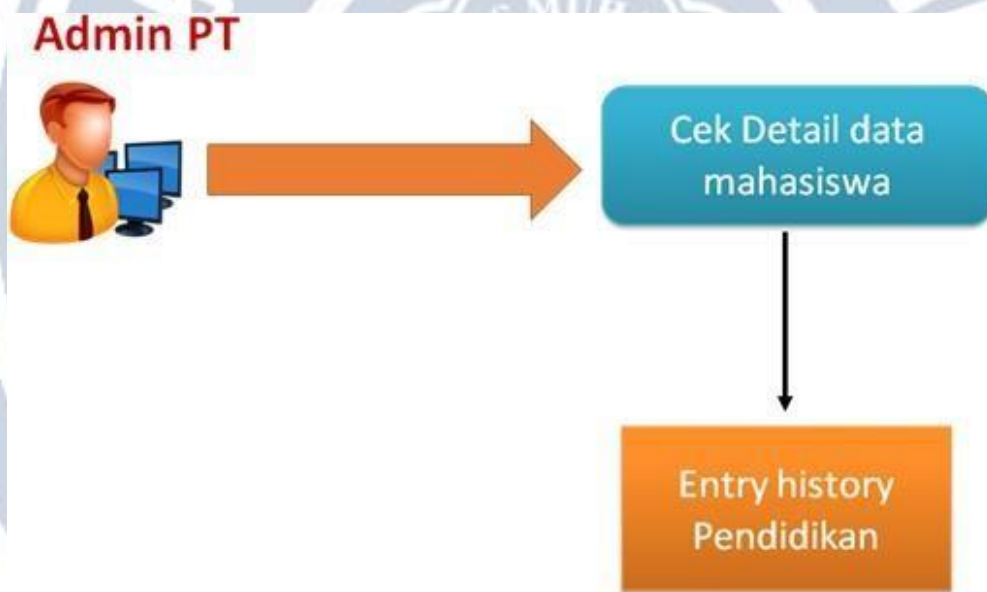 Admin PT
Cek Detail data
mahasiswa
Entry history
Pendidikan